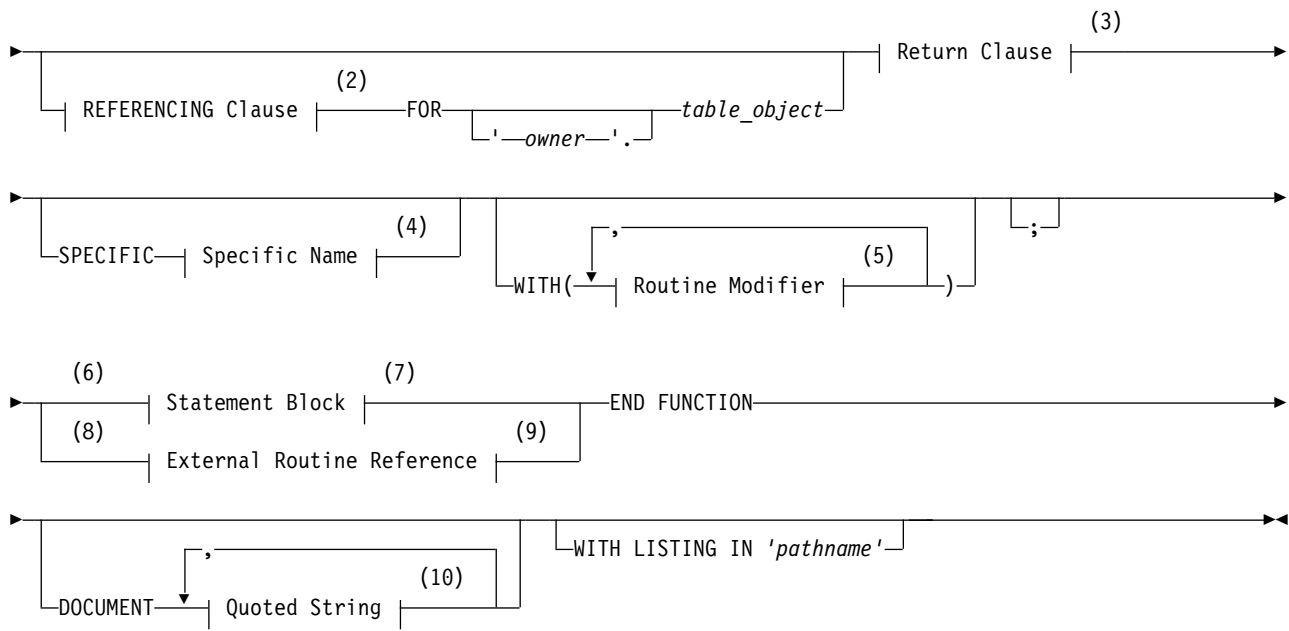 (3)
Return Clause
(2)
REFERENCING Clause FOR table_object
'owner'.
(4)
SPECIFIC Specific Name
,
(5)
WITH( Routine Modifier )
;
(6) (7)
Statement Block END FUNCTION
(8) (9)
External Routine Reference
,
(10)
DOCUMENT Quoted String
WITH LISTING IN 'pathname'